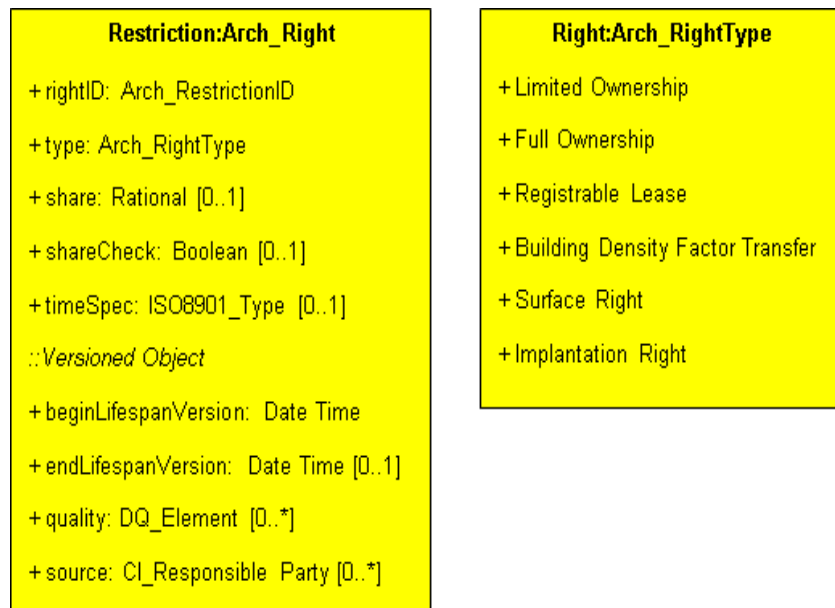 Restriction:Arch_Right
+ rightID: Arch_RestrictionID
+ type: Arch_RightType
+ share: Rational [0..1]
+ shareCheck: Boolean [0..1]
+ timeSpec: ISO8901_Type [0..1]
::Versioned Object
+ beginLifespanVersion: Date Time
+ endLifespanVersion: Date Time [0..1]
+ quality: DQ_Element [0..*]
+ source: CI_Responsible Party [0..*]
Right:Arch_RightType
+ Limited Ownership
+ Full Ownership
+ Registrable Lease
+ Building Density Factor Transfer
+ Surface Right
+ Implantation Right